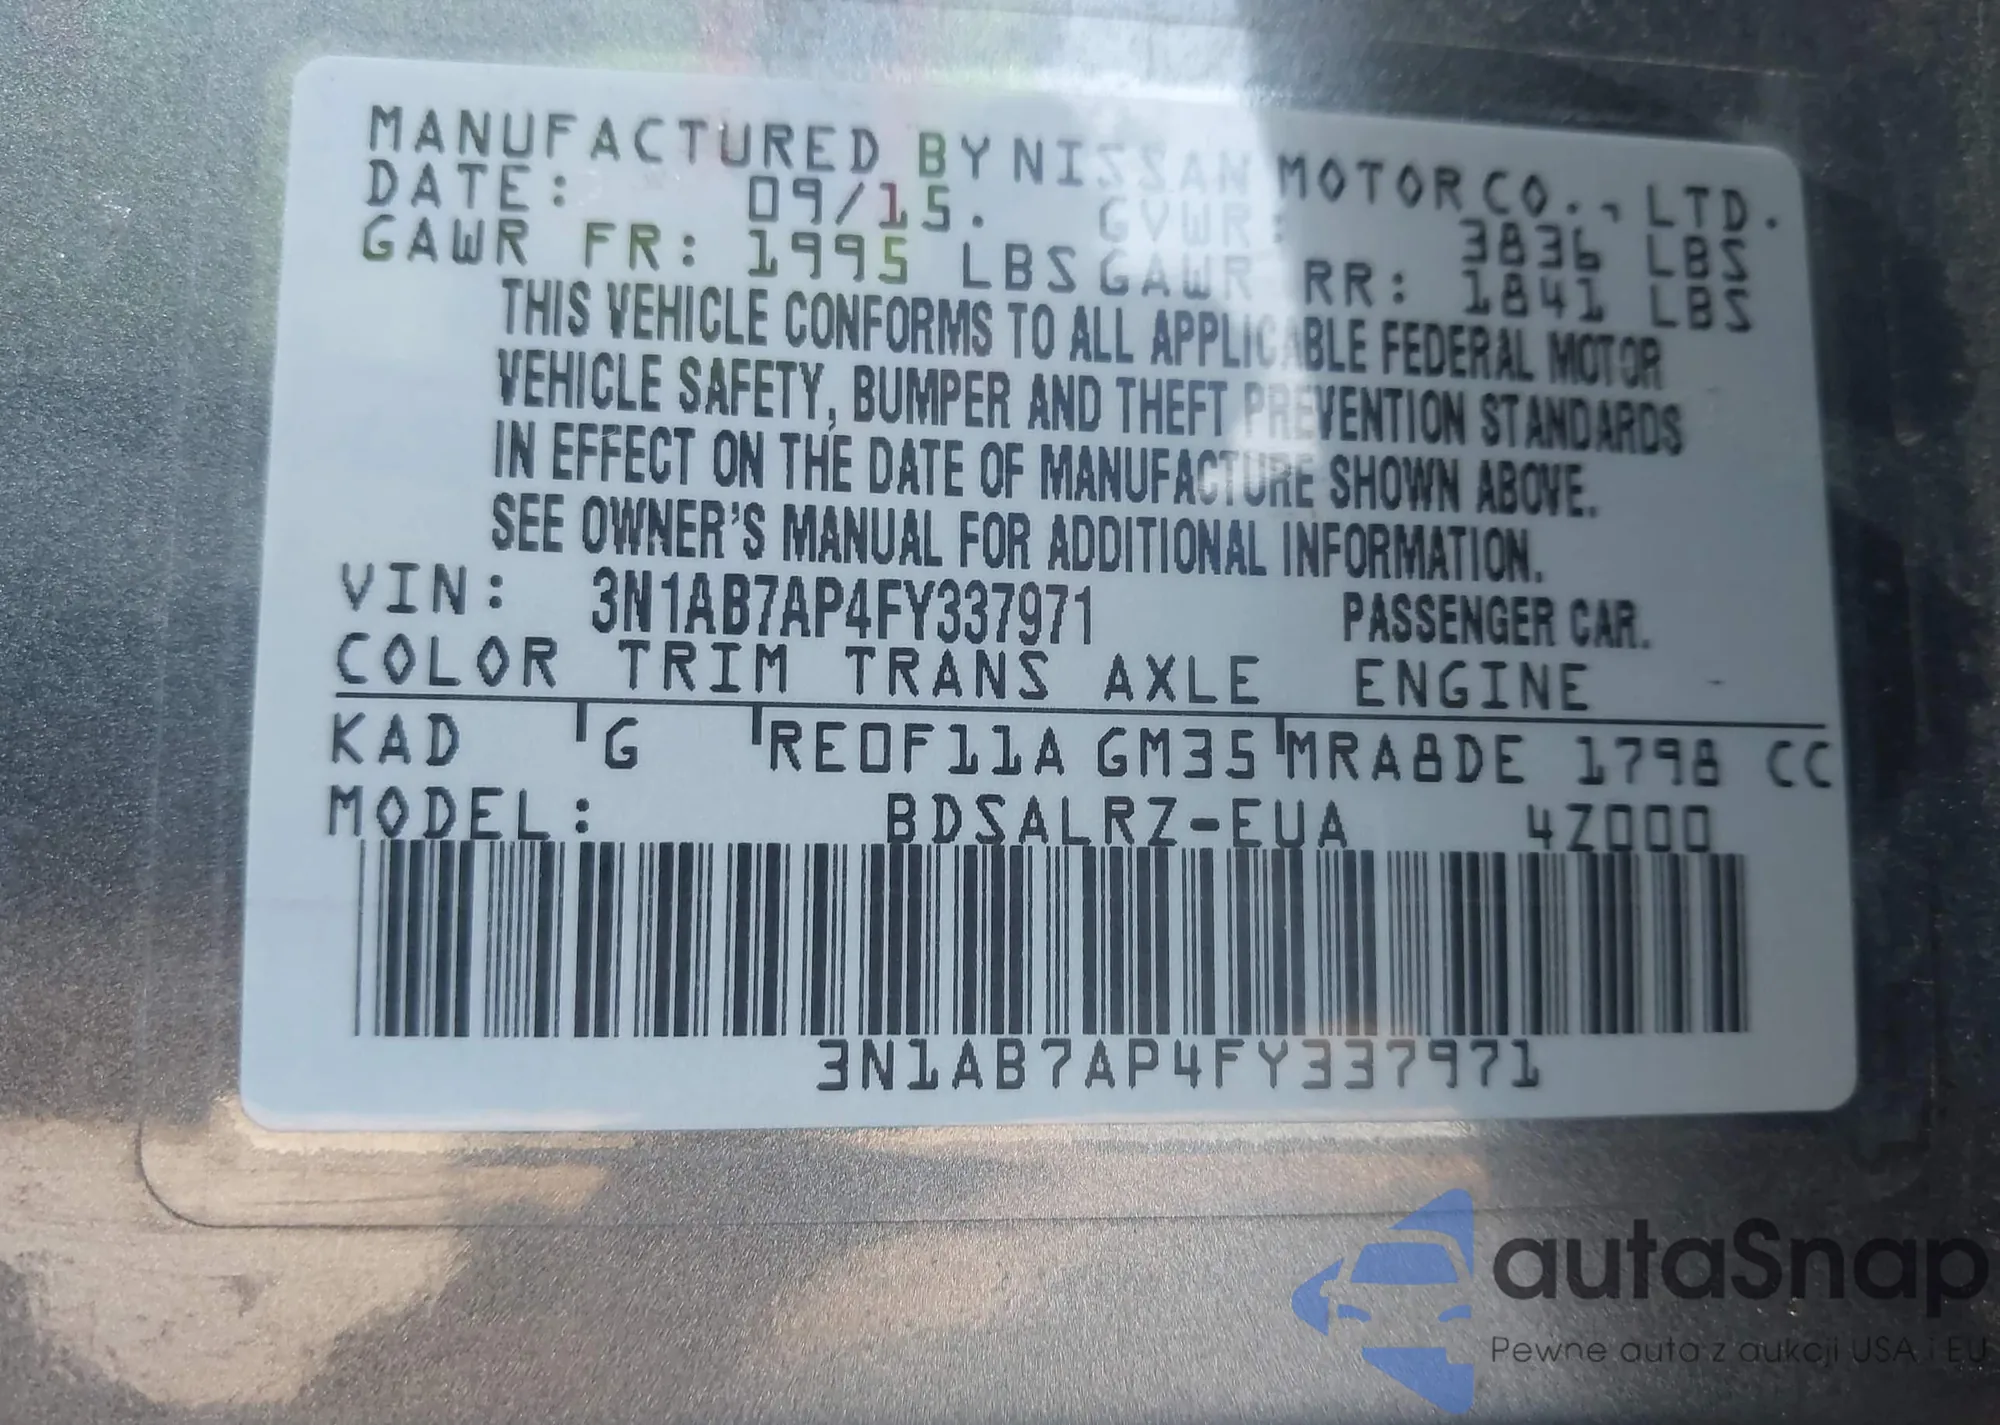 MANUFACTURED BY NISSAN MOTOR CO., LTD.
DATE: 09/15. GVWR: 3836 LBS
GAWR FR: 1995 LBS GAWR RR: 1841 LBS
THIS VEHICLE CONFORMS TO ALL APPLICABLE FEDERAL MOTOR
VEHICLE SAFETY, BUMPER AND THEFT PREVENTION STANDARDS
IN EFFECT ON THE DATE OF MANUFACTURE SHOWN ABOVE.
SEE OWNER'S MANUAL FOR ADDITIONAL INFORMATION.
VIN: 3N1AB7AP4FY337971 PASSENGER CAR.
COLOR TRIM TRANS AXLE ENGINE
KAD G RE0F11A GM35 MRA8DE 1798 CC
MODEL: BDSALRZ-EUA 4Z000
3N1AB7AP4FY337971
autaSnap
Pewne auta z aukcji USA i EU